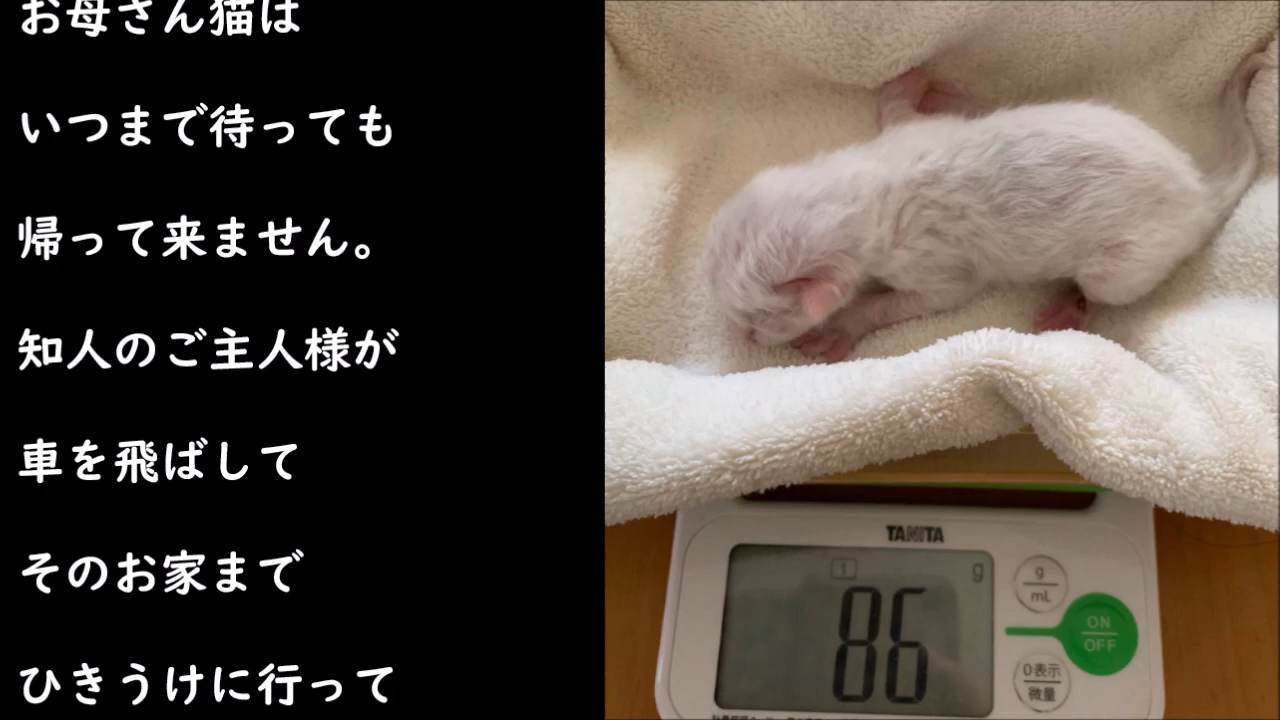 お母さん猫は
いつまで待っても
帰って来ません。
知人のご主人様が
車を飛ばして
そのお家まで
ひきうけに行って
TANITA
1
g
86
g
mL
ON
OFF
0表示
微量